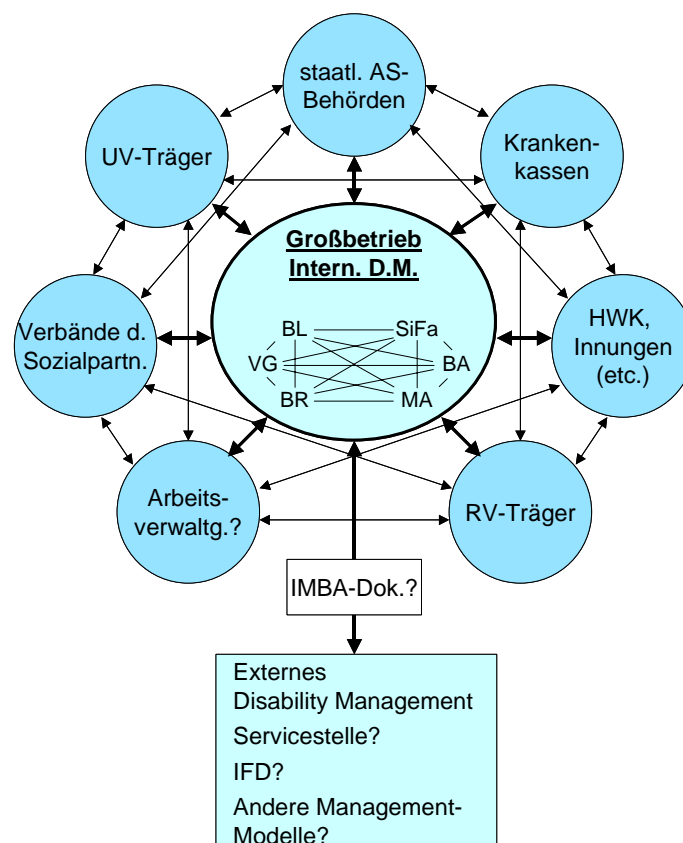 staatl. AS-
Behörden
UV-Träger
Kranken-
kassen
Großbetrieb
Intern. D.M.
BL SiFa
VG BA
BR MA
Verbände d.
Sozialpartn.
HWK,
Innungen
(etc.)
Arbeits-
verwaltg.?
RV-Träger
IMBA-Dok.?
Externes
Disability Management
Servicestelle?
IFD?
Andere Management-
Modelle?